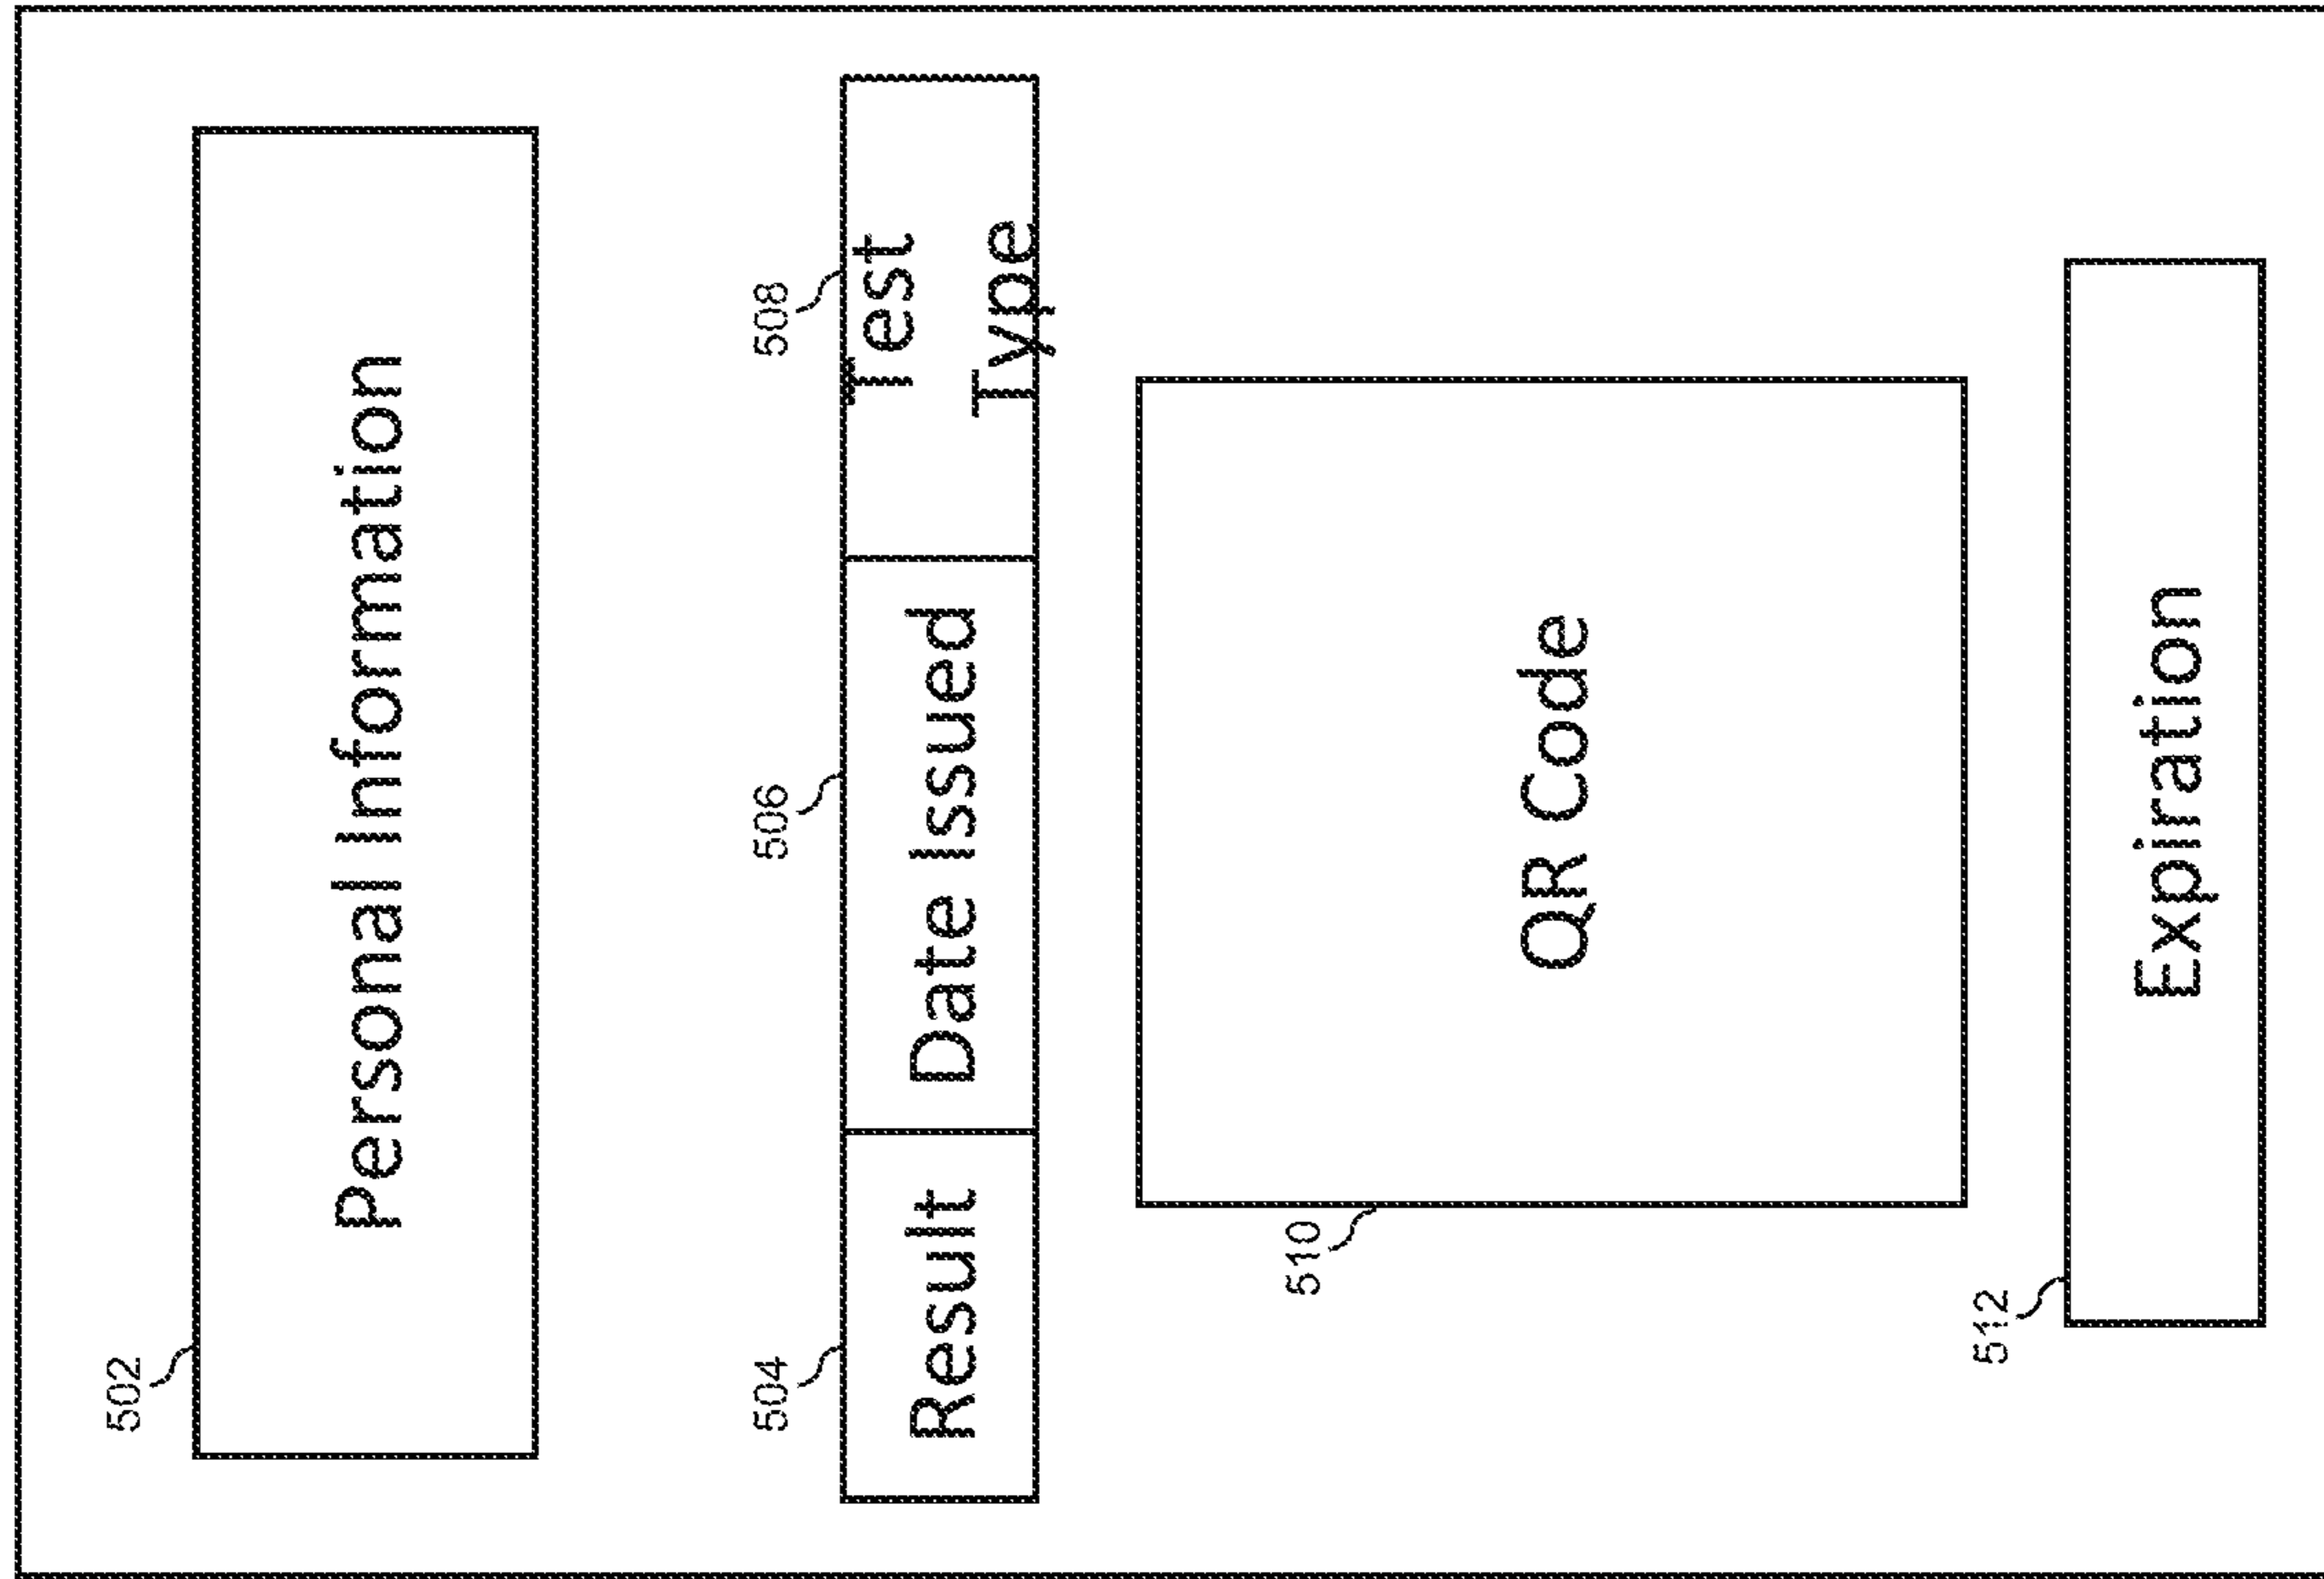 502
Personal Information
504
506
508
Result
Date Issued
Test
Type
510
QR Code
512
Expiration